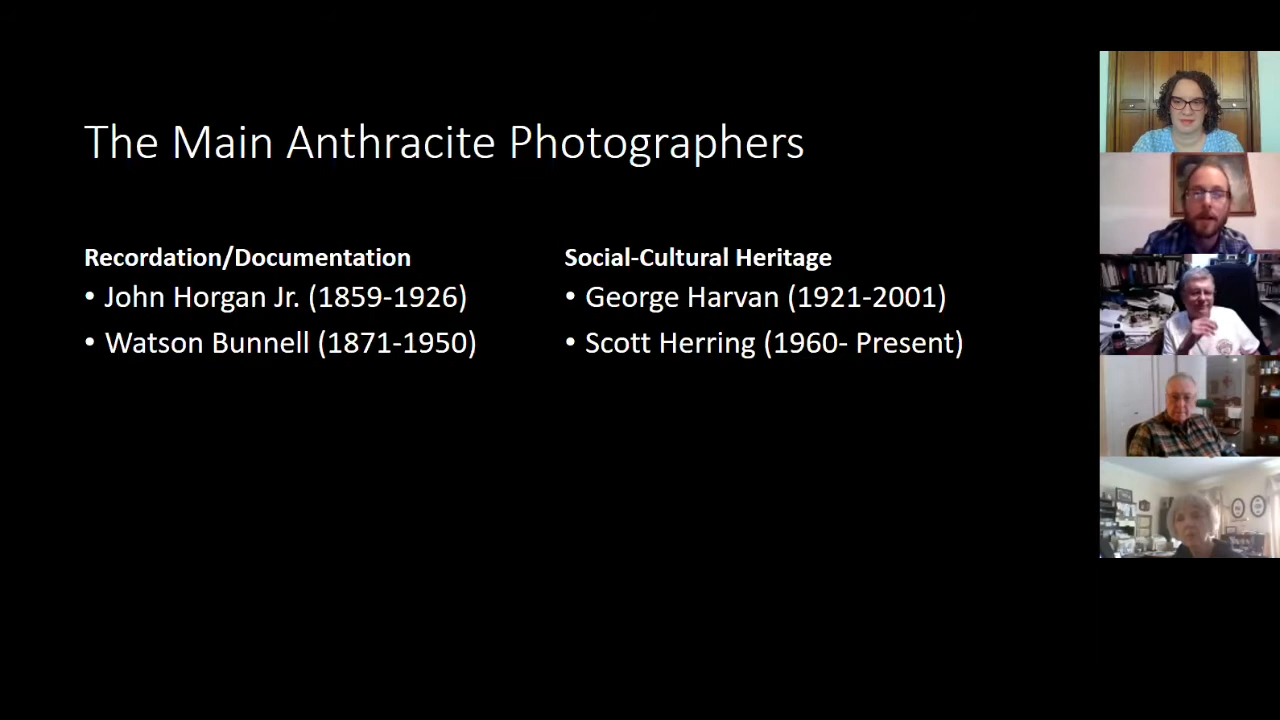 The Main Anthracite Photographers
Recordation/Documentation
• John Horgan Jr. (1859-1926)
• Watson Bunnell (1871-1950)
Social-Cultural Heritage
• George Harvan (1921-2001)
• Scott Herring (1960- Present)